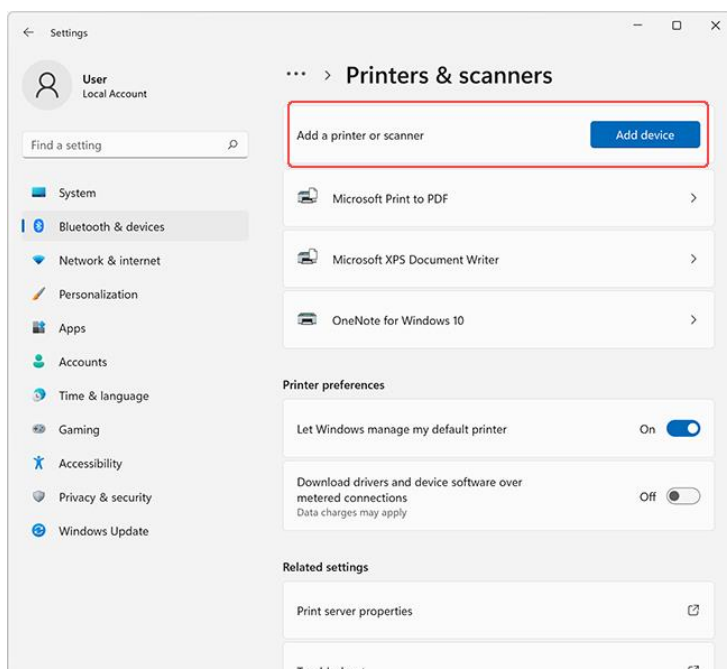 Settings
User
Local Account
Find a setting
System
Bluetooth & devices
Network & internet
Personalization
Apps
Accounts
Time & language
Gaming
Accessibility
Privacy & security
Windows Update
··· > Printers & scanners
Add a printer or scanner Add device
Microsoft Print to PDF
Microsoft XPS Document Writer
OneNote for Windows 10
Printer preferences
Let Windows manage my default printer On
Download drivers and device software over
metered connections Off
Data charges may apply
Related settings
Print server properties